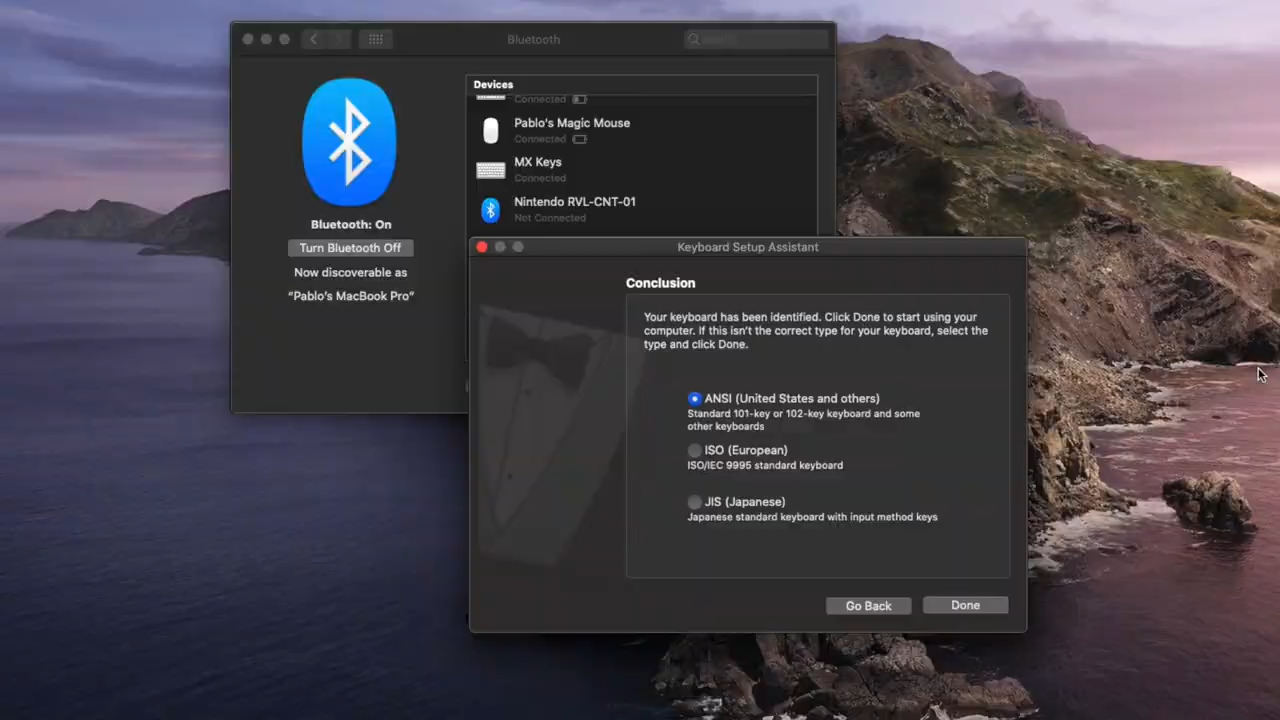 Bluetooth
Devices
Connected
Pablo's Magic Mouse
Connected
MX Keys
Connected
Nintendo RVL-CNT-01
Not Connected
Bluetooth: On
Turn Bluetooth Off
Now discoverable as
“Pablo's MacBook Pro”
Keyboard Setup Assistant
Conclusion
Your keyboard has been identified. Click Done to start using your
computer. If this isn't the correct type for your keyboard, select the
type and click Done.
ANSI (United States and others)
Standard 101-key or 102-key keyboard and some
other keyboards
ISO (European)
ISO/IEC 9995 standard keyboard
JIS (Japanese)
Japanese standard keyboard with input method keys
Go Back
Done